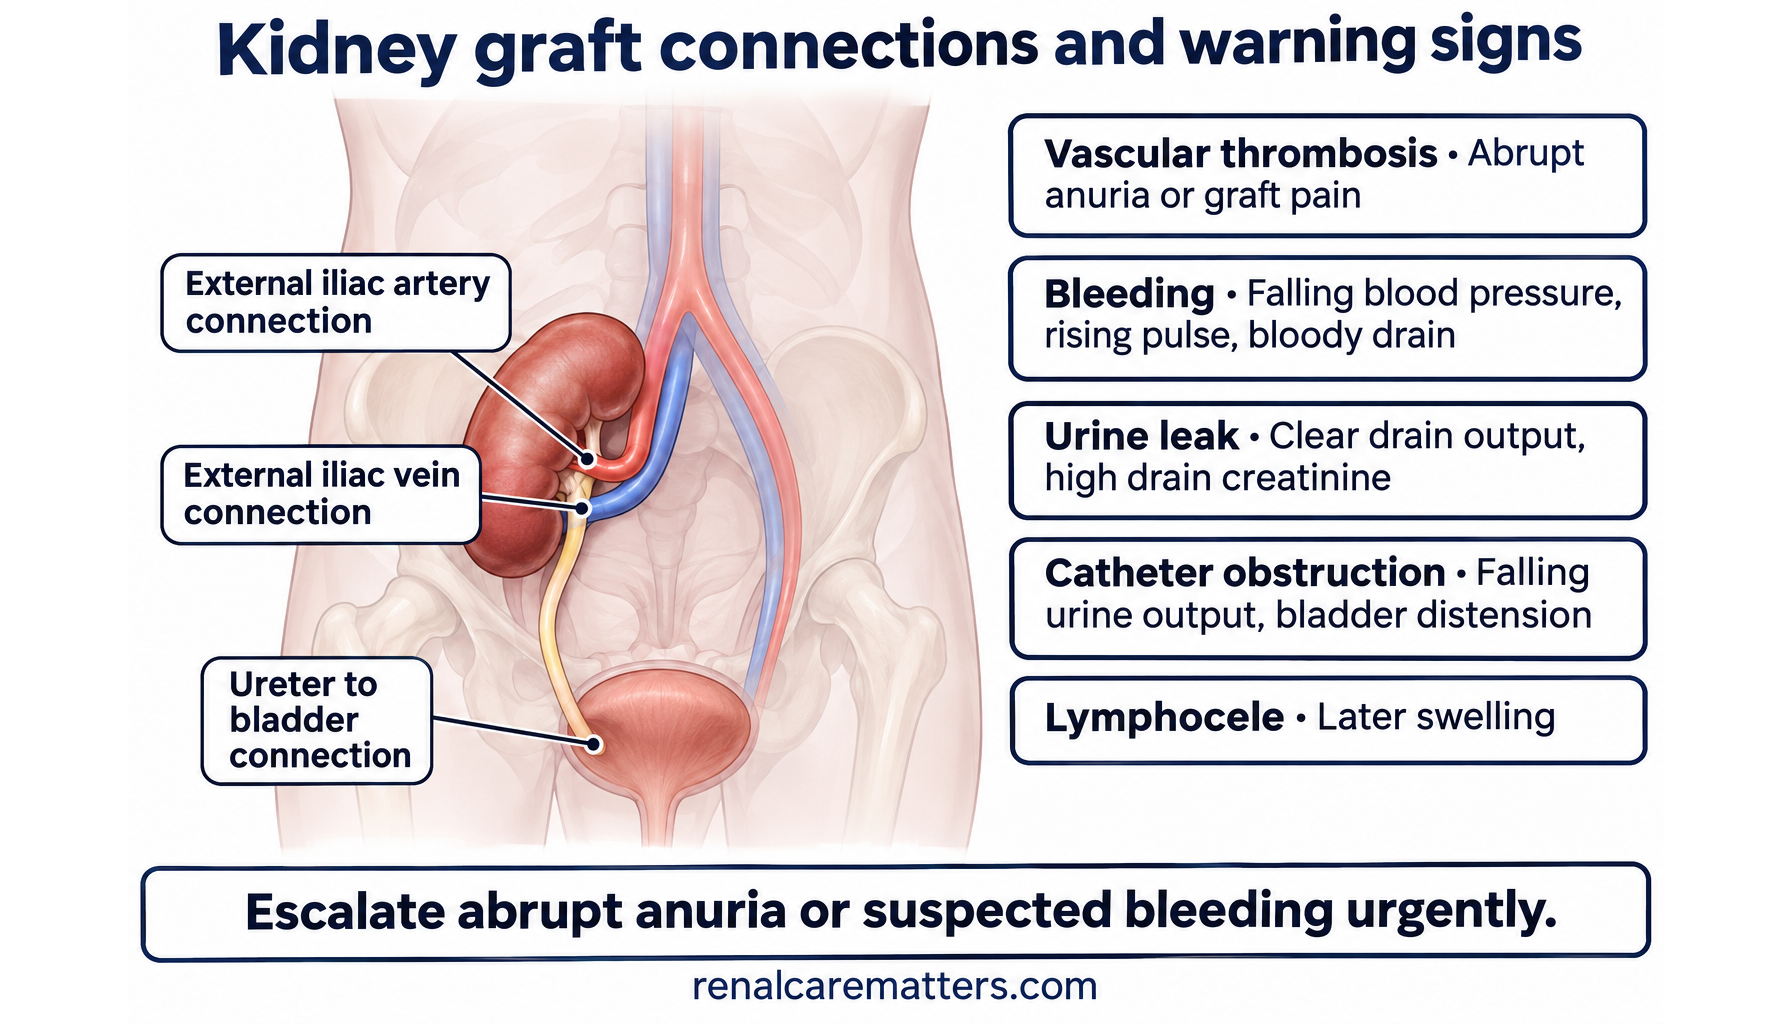 Kidney graft connections and warning signs
External iliac artery
connection
External iliac vein
connection
Ureter to
bladder
connection
Vascular thrombosis • Abrupt
anuria or graft pain
Bleeding • Falling blood pressure,
rising pulse, bloody drain
Urine leak • Clear drain output,
high drain creatinine
Catheter obstruction • Falling
urine output, bladder distension
Lymphocele • Later swelling
Escalate abrupt anuria or suspected bleeding urgently.
renalcarematters.com